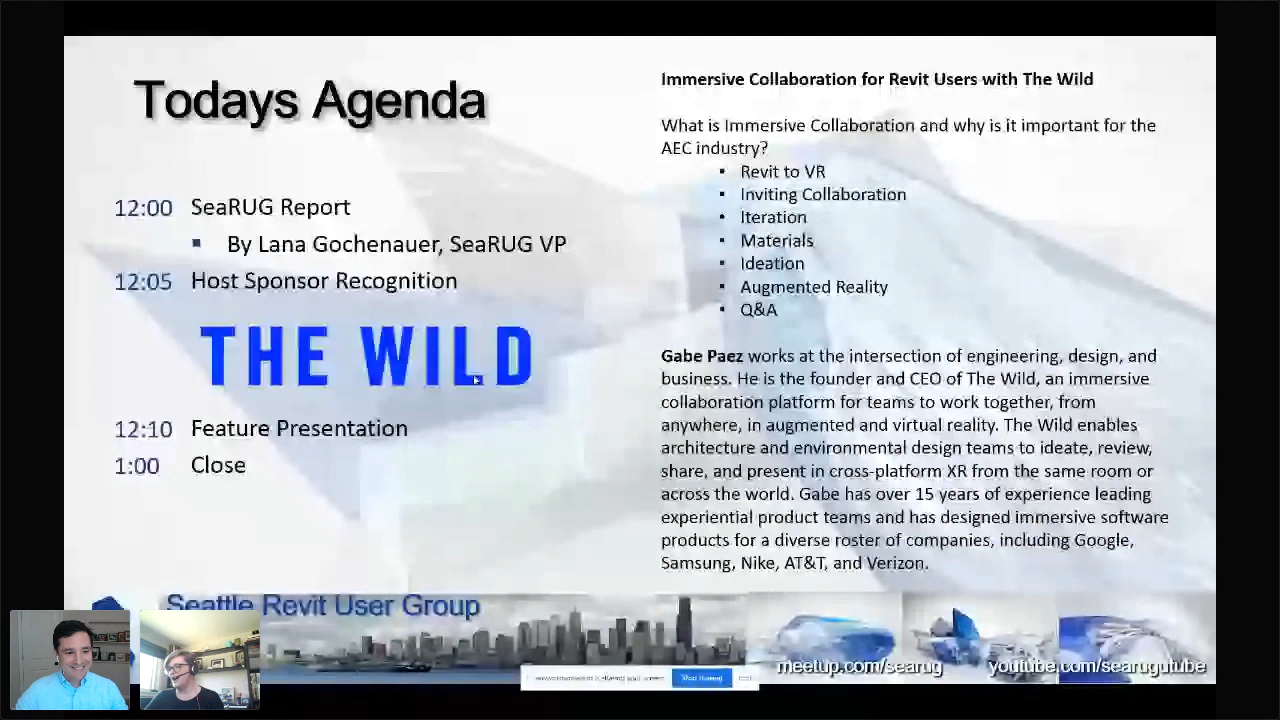 Todays Agenda
12:00 SeaRUG Report
▪ By Lana Gochenauer, SeaRUG VP
12:05 Host Sponsor Recognition
THE WILD
12:10 Feature Presentation
1:00 Close
Immersive Collaboration for Revit Users with The Wild
What is Immersive Collaboration and why is it important for the
AEC industry?
• Revit to VR
• Inviting Collaboration
• Iteration
• Materials
• Ideation
• Augmented Reality
• Q&A
Gabe Paez works at the intersection of engineering, design, and
business. He is the founder and CEO of The Wild, an immersive
collaboration platform for teams to work together, from
anywhere, in augmented and virtual reality. The Wild enables
architecture and environmental design teams to ideate, review,
share, and present in cross-platform XR from the same room or
across the world. Gabe has over 15 years of experience leading
experiential product teams and has designed immersive software
products for a diverse roster of companies, including Google,
Samsung, Nike, AT&T, and Verizon.
Seattle Revit User Group
meetup.com/searug
youtube.com/searugutube
Stop sharing